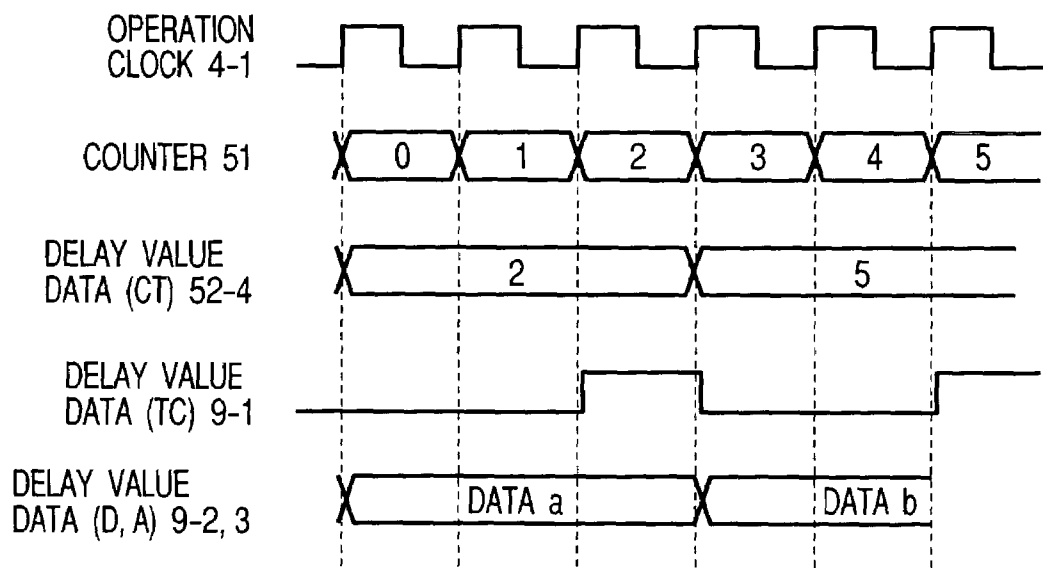 OPERATION
CLOCK 4-1
COUNTER 51
0 1 2 3 4 5
DELAY VALUE
DATA (CT) 52-4
2 5
DELAY VALUE
DATA (TC) 9-1
DELAY VALUE
DATA (D, A) 9-2, 3
DATA a DATA b